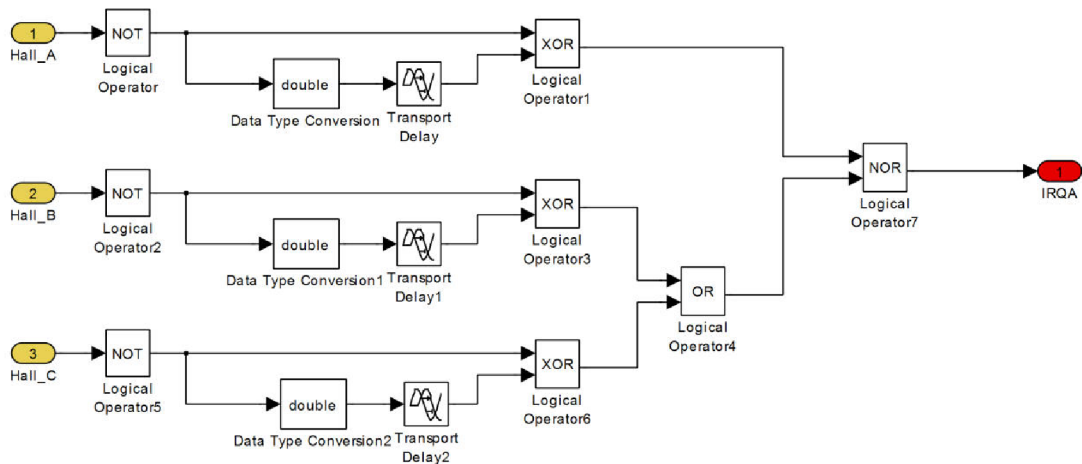 1
Hall_A
NOT
Logical
Operator
double
Data Type Conversion
Transport
Delay
XOR
Logical
Operator1
2
Hall_B
NOT
Logical
Operator2
double
Data Type Conversion1
Transport
Delay1
XOR
Logical
Operator3
3
Hall_C
NOT
Logical
Operator5
double
Data Type Conversion2
Transport
Delay2
XOR
Logical
Operator6
OR
Logical
Operator4
NOR
Logical
Operator7
1
IRQA